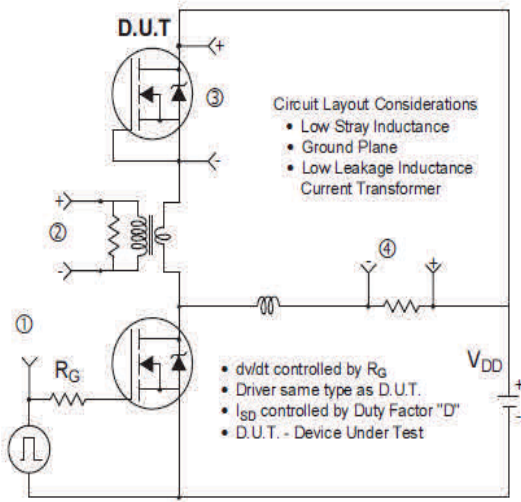 D.U.T
+
③
-
Circuit Layout Considerations
• Low Stray Inductance
• Ground Plane
• Low Leakage Inductance
Current Transformer
+
②
-
④
- +
①
RG
VDD
+
-
• dv/dt controlled by RG
• Driver same type as D.U.T.
• ISD controlled by Duty Factor "D"
• D.U.T. - Device Under Test